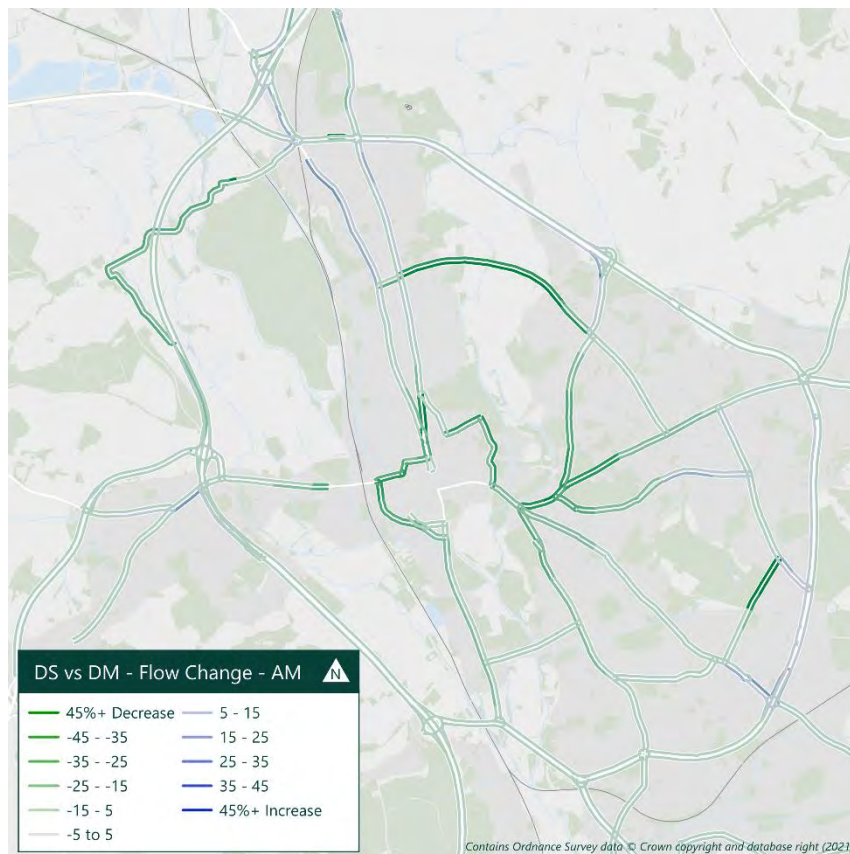 DS vs DM - Flow Change - AM N
45%+ Decrease 5 - 15
-45 - -35 15 - 25
-35 - -25 25 - 35
-25 - -15 35 - 45
-15 - 5 45%+ Increase
-5 to 5
Contains Ordnance Survey data © Crown copyright and database right (2021